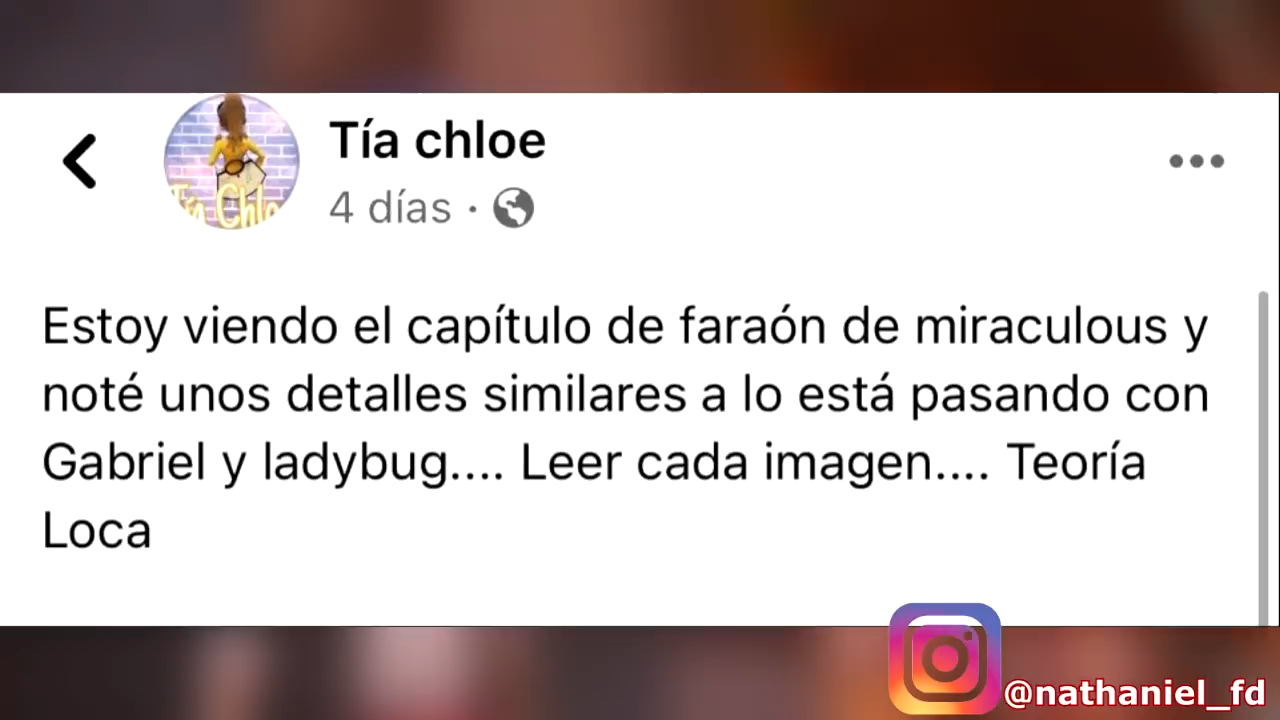 Tía chloe
4 días ·
Estoy viendo el capítulo de faraón de miraculous y
noté unos detalles similares a lo está pasando con
Gabriel y ladybug.... Leer cada imagen.... Teoría
Loca
@nathaniel_fd